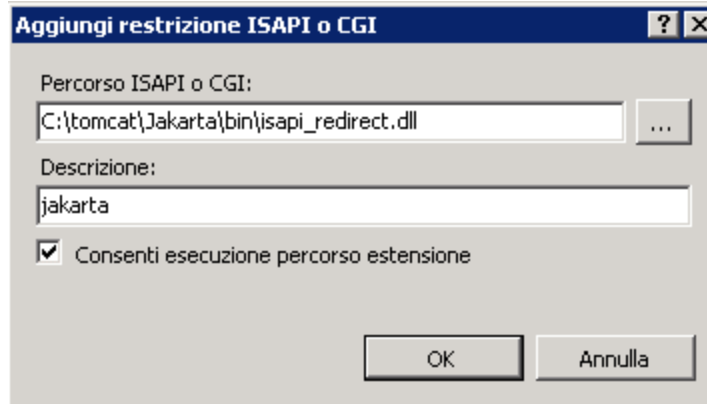 Aggiungi restrizione ISAPI o CGI
Percorso ISAPI o CGI:
C:\tomcat\Jakarta\bin\isapi_redirect.dll
...
Descrizione:
jakarta
Consenti esecuzione percorso estensione
OK
Annulla